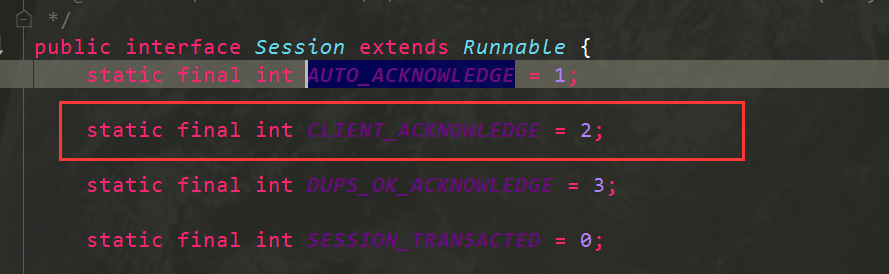 */
public interface Session extends Runnable {
static final int AUTO_ACKNOWLEDGE = 1;
static final int CLIENT_ACKNOWLEDGE = 2;
static final int DUPS_OK_ACKNOWLEDGE = 3;
static final int SESSION_TRANSACTED = 0;